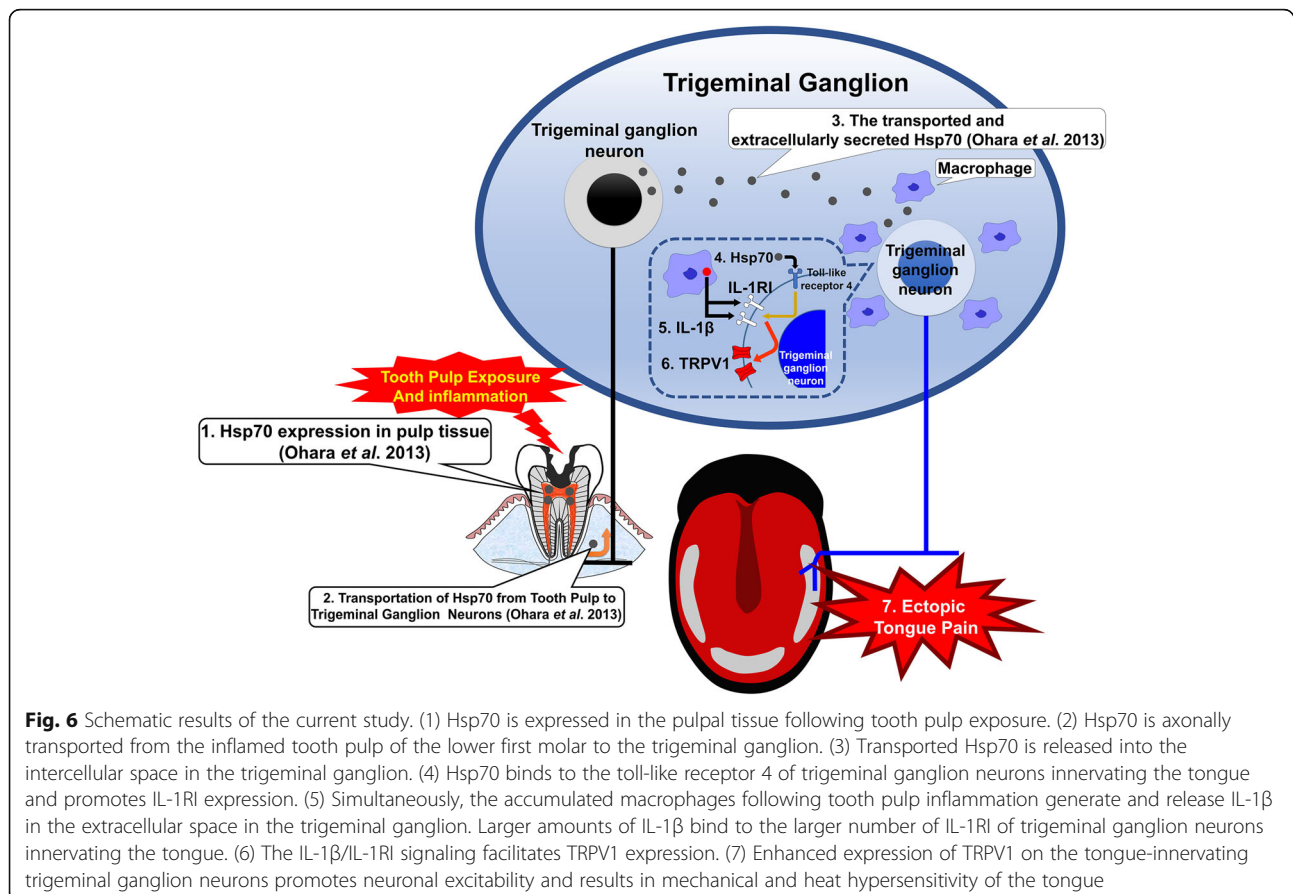 Trigeminal Ganglion
Trigeminal ganglion
neuron
3. The transported and
extracellularly secreted Hsp70 (Ohara et al. 2013)
Macrophage
4. Hsp70
Toll-like
receptor 4
IL-1RI
5. IL-1β
6. TRPV1
Trigeminal
ganglion
neuron
Trigeminal
ganglion
neuron
Tooth Pulp Exposure
And inflammation
1. Hsp70 expression in pulp tissue
(Ohara et al. 2013)
2. Transportation of Hsp70 from Tooth Pulp to
Trigeminal Ganglion Neurons (Ohara et al. 2013)
7. Ectopic
Tongue Pain
Fig. 6 Schematic results of the current study. (1) Hsp70 is expressed in the pulpal tissue following tooth pulp exposure. (2) Hsp70 is axonally
transported from the inflamed tooth pulp of the lower first molar to the trigeminal ganglion. (3) Transported Hsp70 is released into the
intercellular space in the trigeminal ganglion. (4) Hsp70 binds to the toll-like receptor 4 of trigeminal ganglion neurons innervating the tongue
and promotes IL-1RI expression. (5) Simultaneously, the accumulated macrophages following tooth pulp inflammation generate and release IL-1β
in the extracellular space in the trigeminal ganglion. Larger amounts of IL-1β bind to the larger number of IL-1RI of trigeminal ganglion neurons
innervating the tongue. (6) The IL-1β/IL-1RI signaling facilitates TRPV1 expression. (7) Enhanced expression of TRPV1 on the tongue-innervating
trigeminal ganglion neurons promotes neuronal excitability and results in mechanical and heat hypersensitivity of the tongue